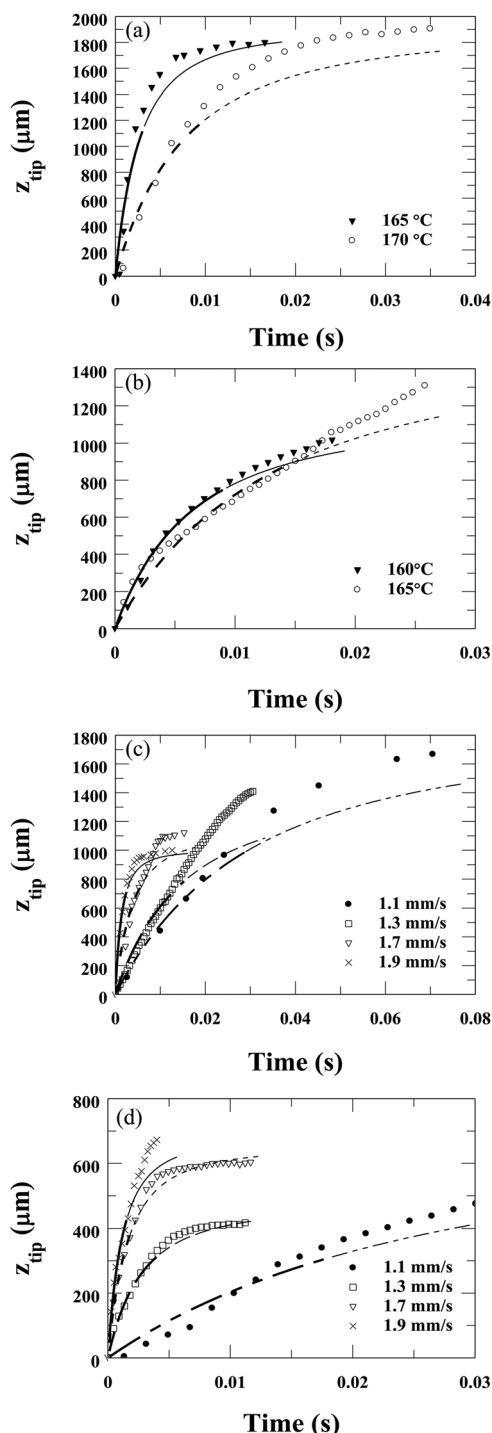 (a)
2000
1800
1600
1400
1200
1000
800
600
400
200
0
z_tip (μm)
165 °C
170 °C
0 0.01 0.02 0.03 0.04
Time (s)
(b)
1400
1200
1000
800
600
400
200
0
z_tip (μm)
160°C
165°C
0 0.01 0.02 0.03
Time (s)
(c)
1800
1600
1400
1200
1000
800
600
400
200
0
z_tip (μm)
1.1 mm/s
1.3 mm/s
1.7 mm/s
1.9 mm/s
0 0.02 0.04 0.06 0.08
Time (s)
(d)
800
600
400
200
0
z_tip (μm)
1.1 mm/s
1.3 mm/s
1.7 mm/s
1.9 mm/s
0 0.01 0.02 0.03
Time (s)